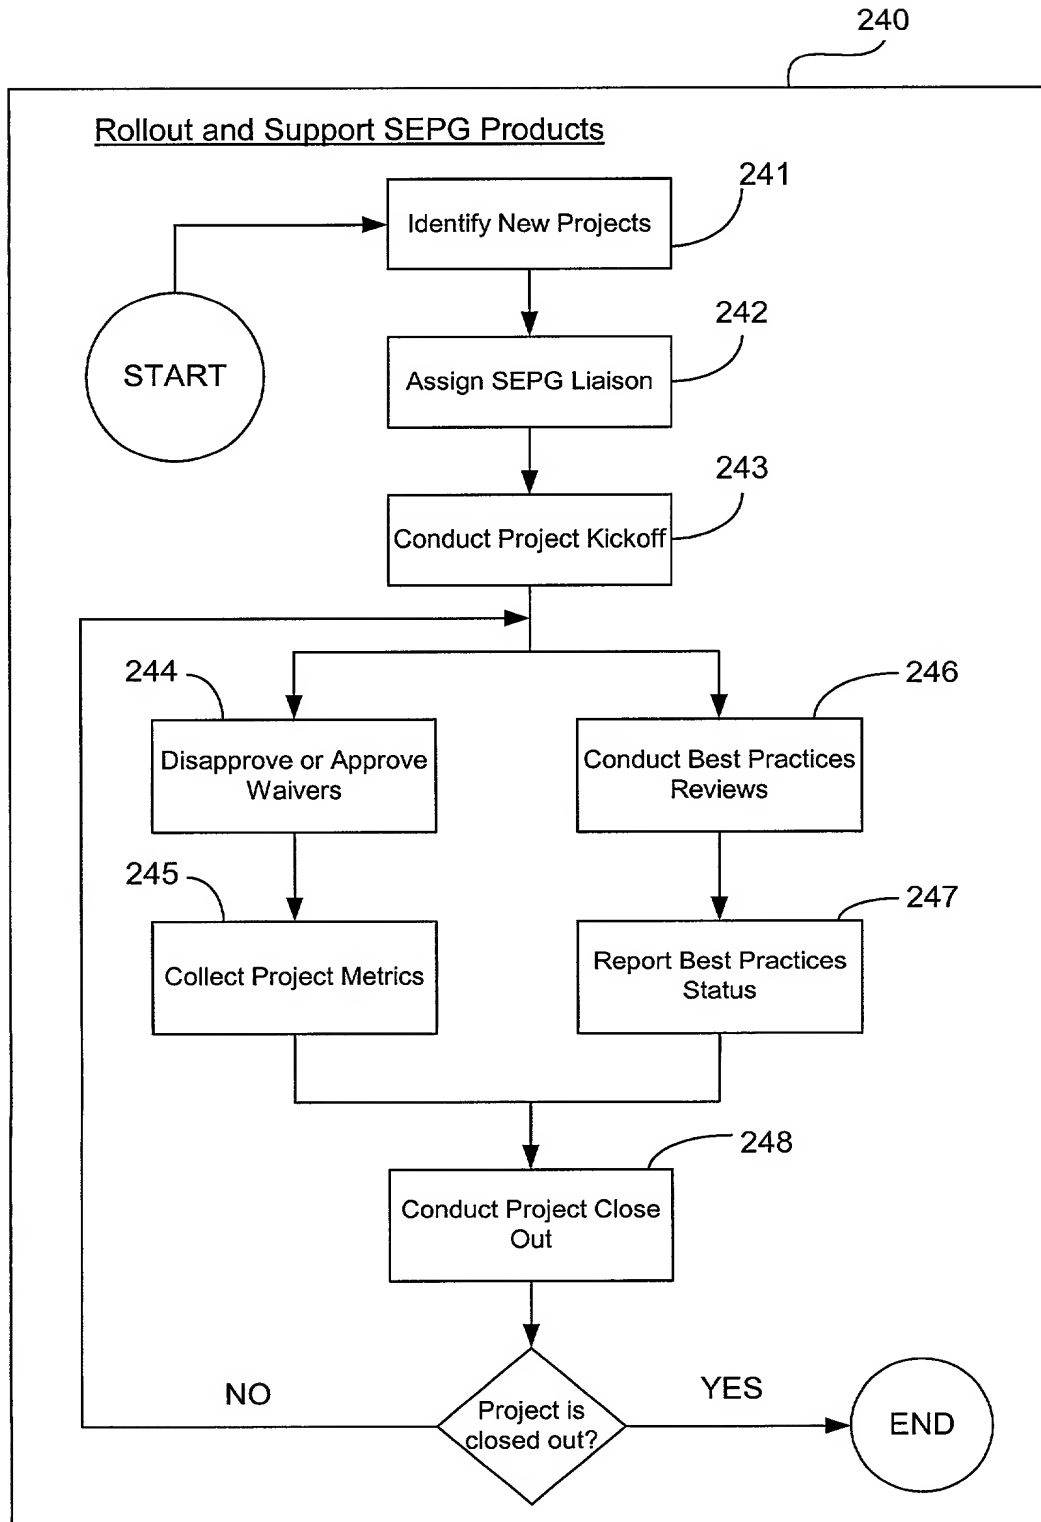 240
Rollout and Support SEPG Products
241
Identify New Projects
242
START
Assign SEPG Liaison
243
Conduct Project Kickoff
244
246
Disapprove or Approve
Waivers
Conduct Best Practices
Reviews
245
247
Collect Project Metrics
Report Best Practices
Status
248
Conduct Project Close
Out
NO
YES
Project is
closed out?
END